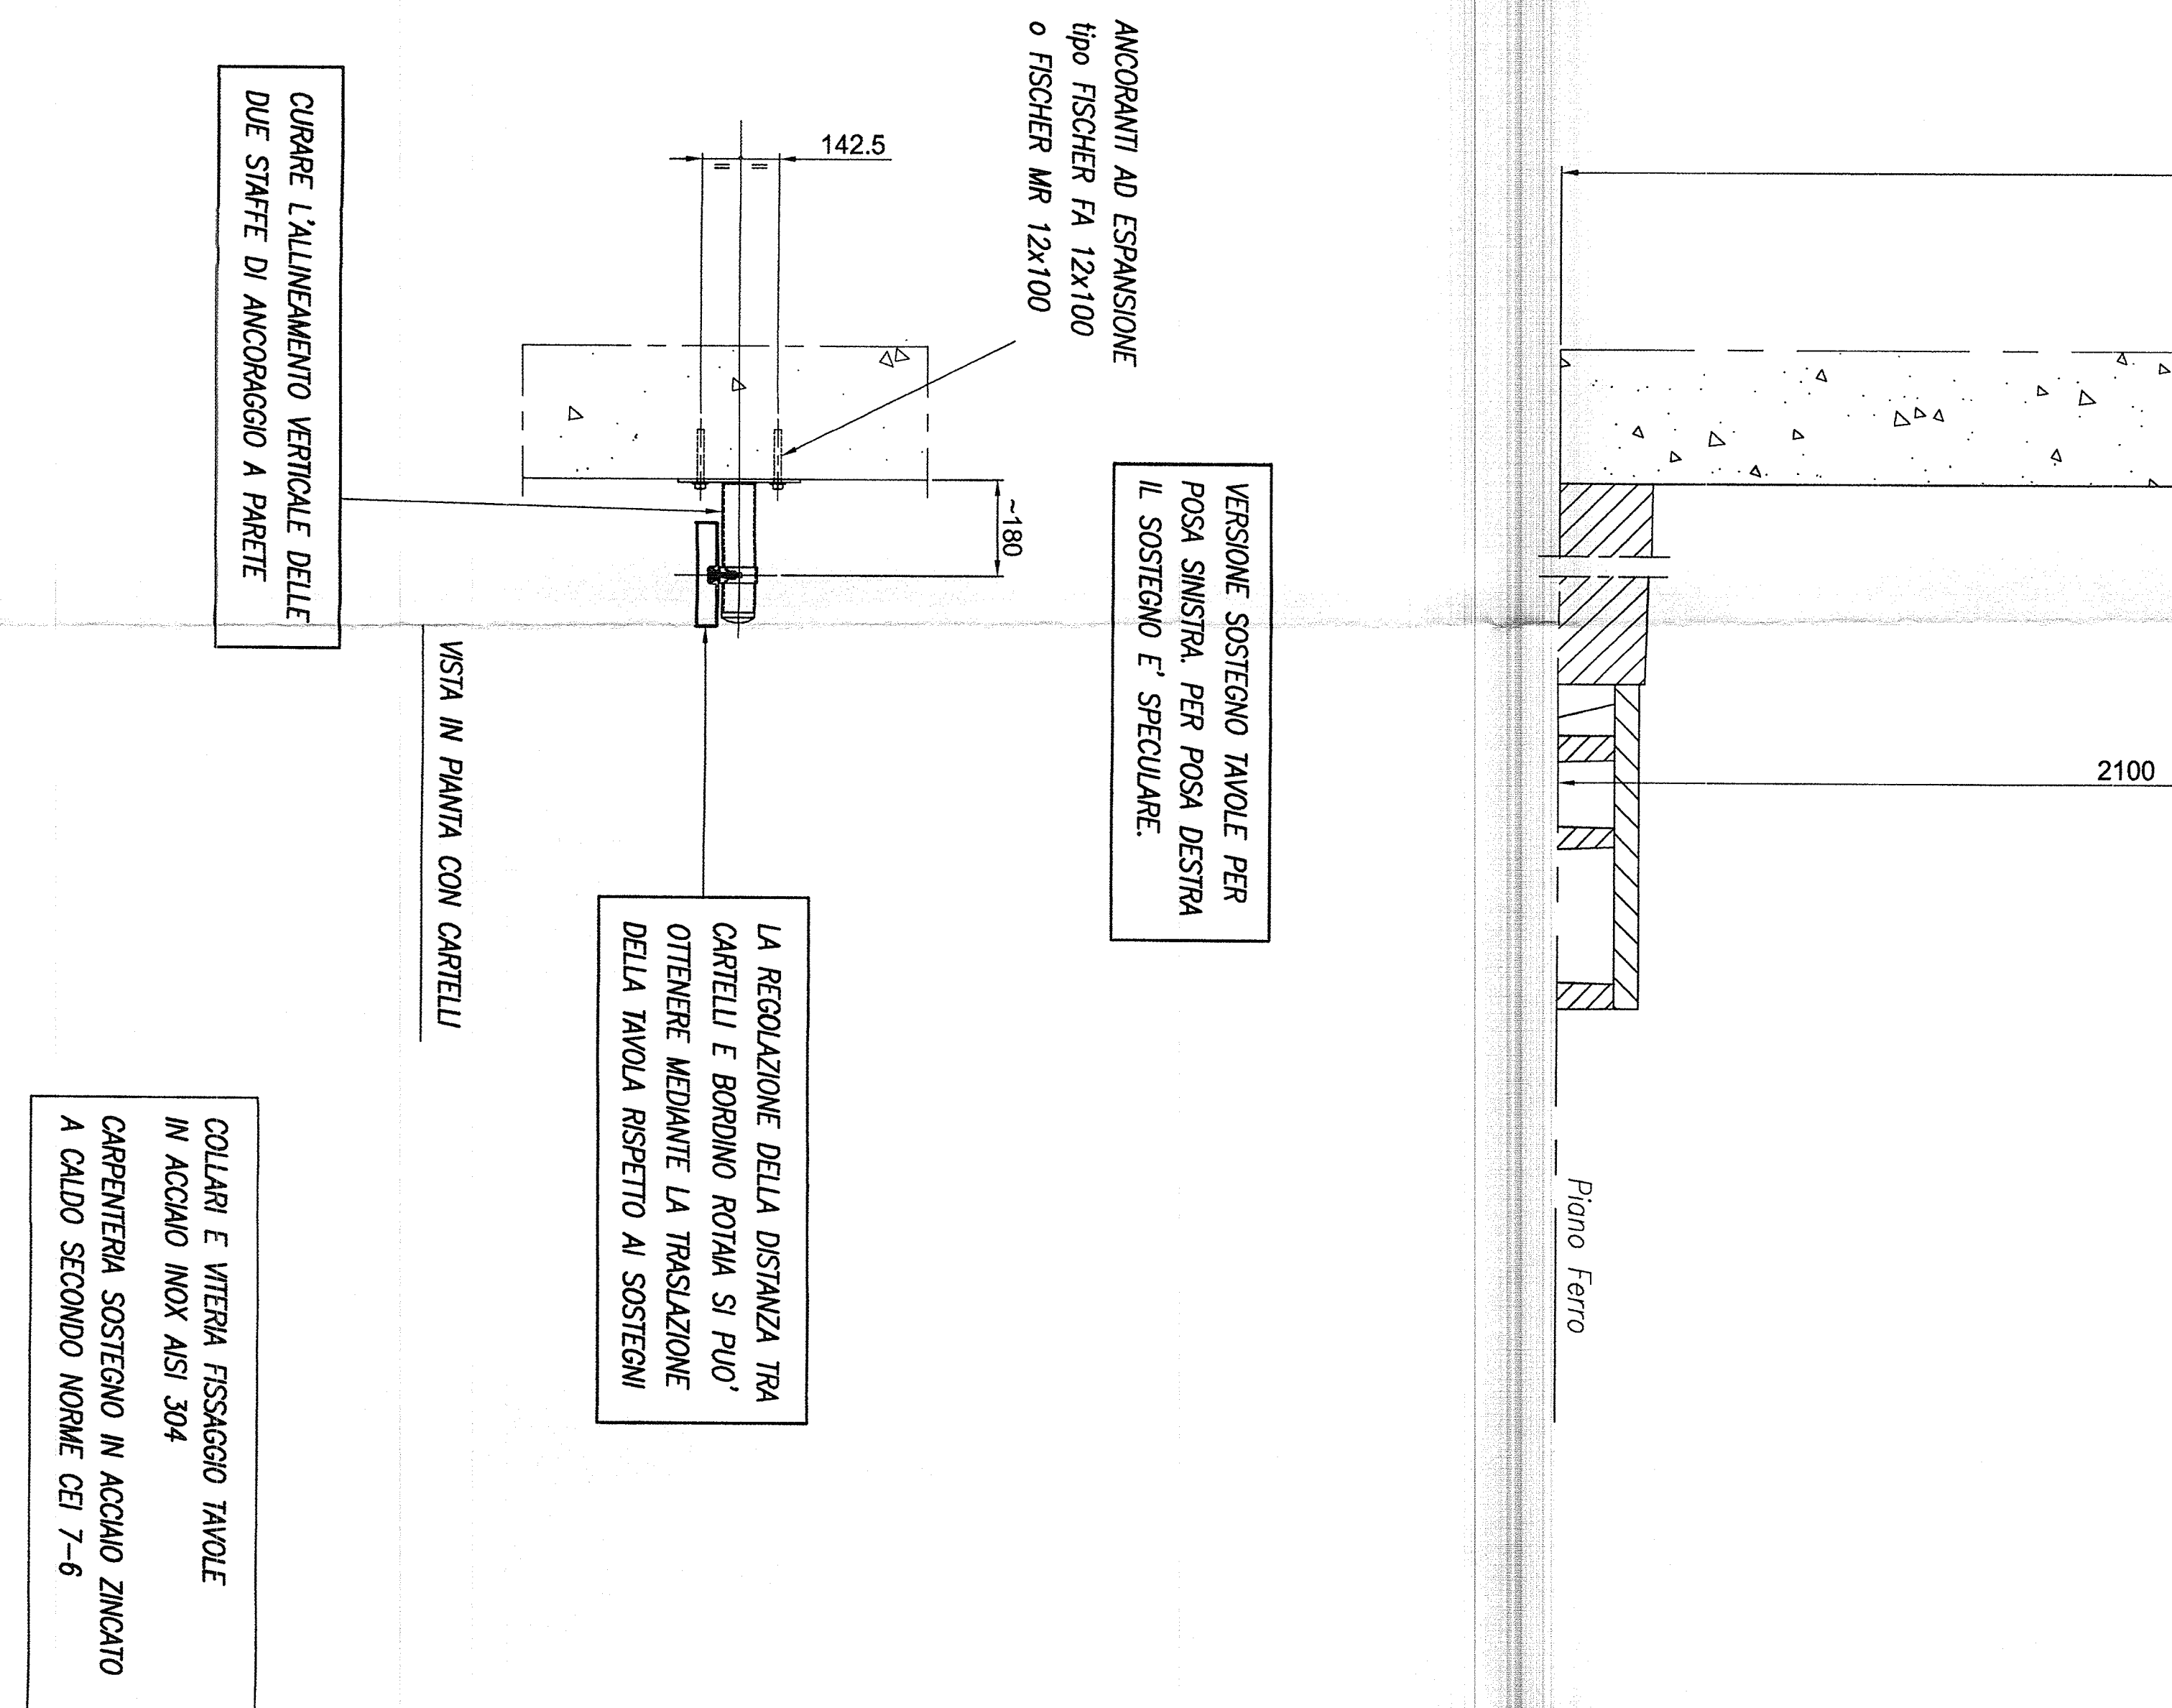 ANCORANTI AD ESPANSIONE
tipo FISCHER FA 12x100
o FISCHER MR 12x100
142.5
=
=
~180
CURARE L'ALLINEAMENTO VERTICALE DELLE
DUE STAFFE DI ANCORAGGIO A PARETE
VERSIONE SOSTEGNO TAVOLE PER
POSA SINISTRA. PER POSA DESTRA
IL SOSTEGNO E' SPECULARE.
2100
Piano Ferro
LA REGOLAZIONE DELLA DISTANZA TRA
CARTELLI E BORDINO ROTAIA SI PUO'
OTTENERE MEDIANTE LA TRASLAZIONE
DELLA TAVOLA RISPETTO AI SOSTEGNI
VISTA IN PIANTA CON CARTELLI
COLLARI E VITERIA FISSAGGIO TAVOLE
IN ACCIAIO INOX AISI 304
CARPENTERIA SOSTEGNO IN ACCIAIO ZINCATO
A CALDO SECONDO NORME CEI 7-6